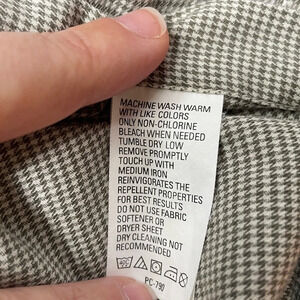 MACHINE WASH WARM
WITH LIKE COLORS
ONLY NON-CHLORINE
BLEACH WHEN NEEDED
TUMBLE DRY LOW
REMOVE PROMPTLY
TOUCH UP WITH
MEDIUM IRON
REINVIGORATES THE
REPELLENT PROPERTIES
FOR BEST RESULTS
DO NOT USE FABRIC
SOFTENER OR
DRYER SHEET
DRY CLEANING NOT
RECOMMENDED
PC-790